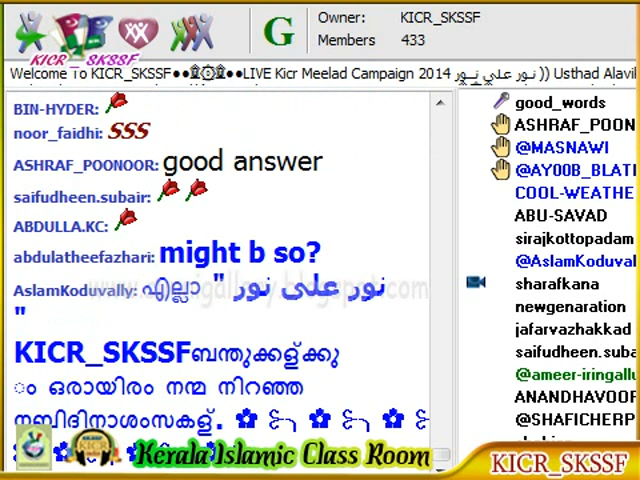 KICR_SKSSF
G
Owner: KICR_SKSSF
Members 433
Welcome To KICR_SKSSF●●۩۞۩●●LIVE Kicr Meelad Campaign 2014 نور علي نور )) Usthad Alavil
BIN-HYDER:
noor_faidhi: SSS
ASHRAF_POONOOR: good answer
saifudheen.subair:
ABDULLA.KC:
abdulatheefazhari: might b so?
AslamKoduvally: എല്ലാ " نور على نور
"
KICR_SKSSFബന്തുക്കള്ക്കു
ം ഒരായിരം നന്മ നിറഞ്ഞ
നബിദിനാശംസകള്. ✿ ✿ ✿
good_words
ASHRAF_POON
@MASNAWI
@AY00B_BLATI
COOL-WEATHE
ABU-SAVAD
sirajkottopadam
@AslamKoduval
sharafkana
newgenaration
jafarvazhakkad
saifudheen.suba
@ameer-iringallu
ANANDHAVOOF
@SHAFICHERP
Kerala Islamic Class Room
KICR_SKSSF